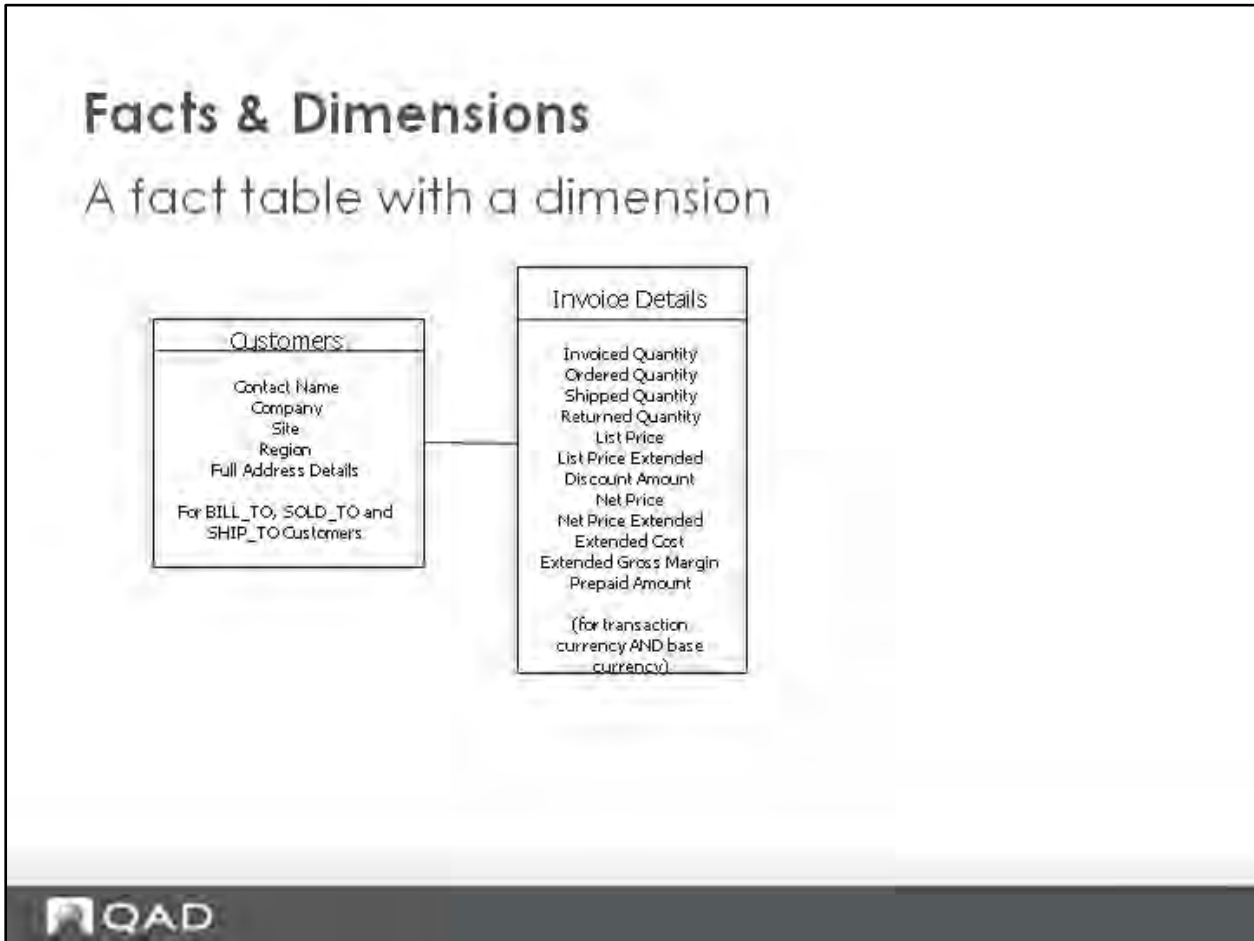 Facts & Dimensions
A fact table with a dimension
Customers
Contact Name
Company
Site
Region
Full Address Details
For BILL_TO, SOLD_TO and
SHIP_TO Customers
Invoice Details
Invoiced Quantity
Ordered Quantity
Shipped Quantity
Returned Quantity
List Price
List Price Extended
Discount Amount
Net Price
Net Price Extended
Extended Cost
Extended Gross Margin
Prepaid Amount
(for transaction
currency AND base
currency)
QAD